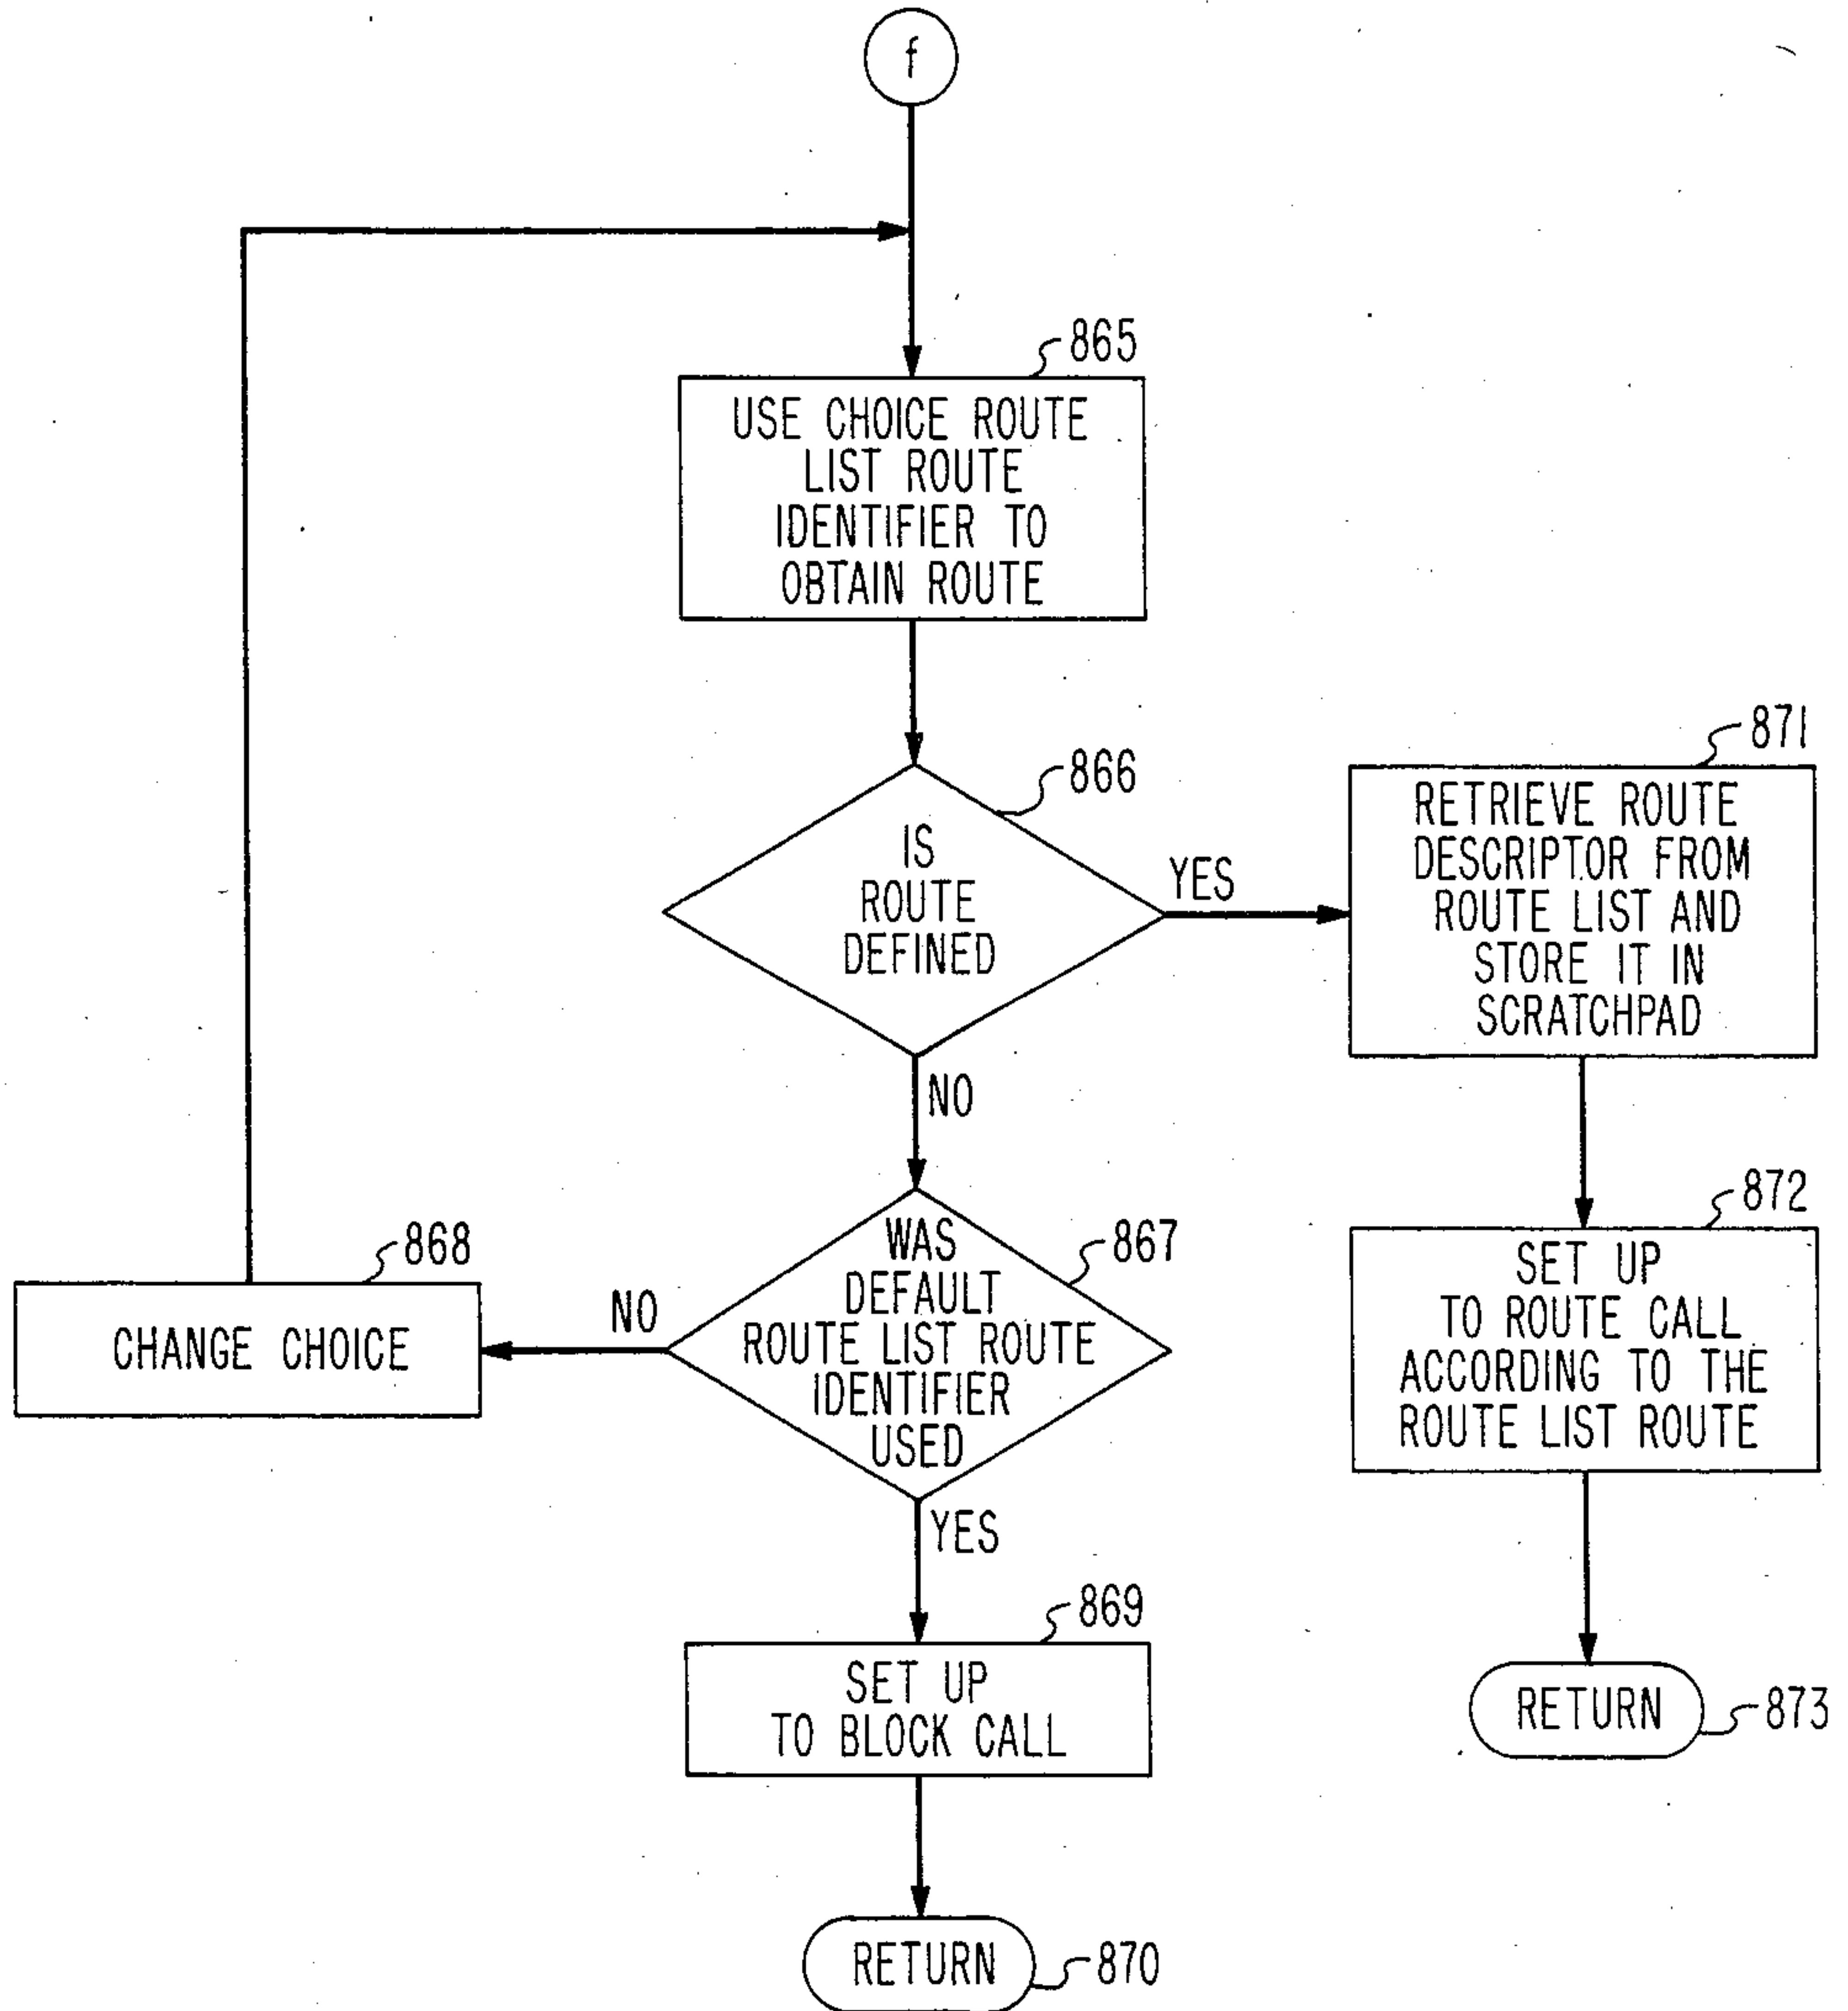 f
865
USE CHOICE ROUTE
LIST ROUTE
IDENTIFIER TO
OBTAIN ROUTE
866
IS
ROUTE
DEFINED
YES
871
RETRIEVE ROUTE
DESCRIPTOR FROM
ROUTE LIST AND
STORE IT IN
SCRATCHPAD
NO
867
WAS
DEFAULT
ROUTE LIST ROUTE
IDENTIFIER
USED
NO
868
CHANGE CHOICE
872
SET UP
TO ROUTE CALL
ACCORDING TO THE
ROUTE LIST ROUTE
YES
869
SET UP
TO BLOCK CALL
RETURN
873
RETURN
870